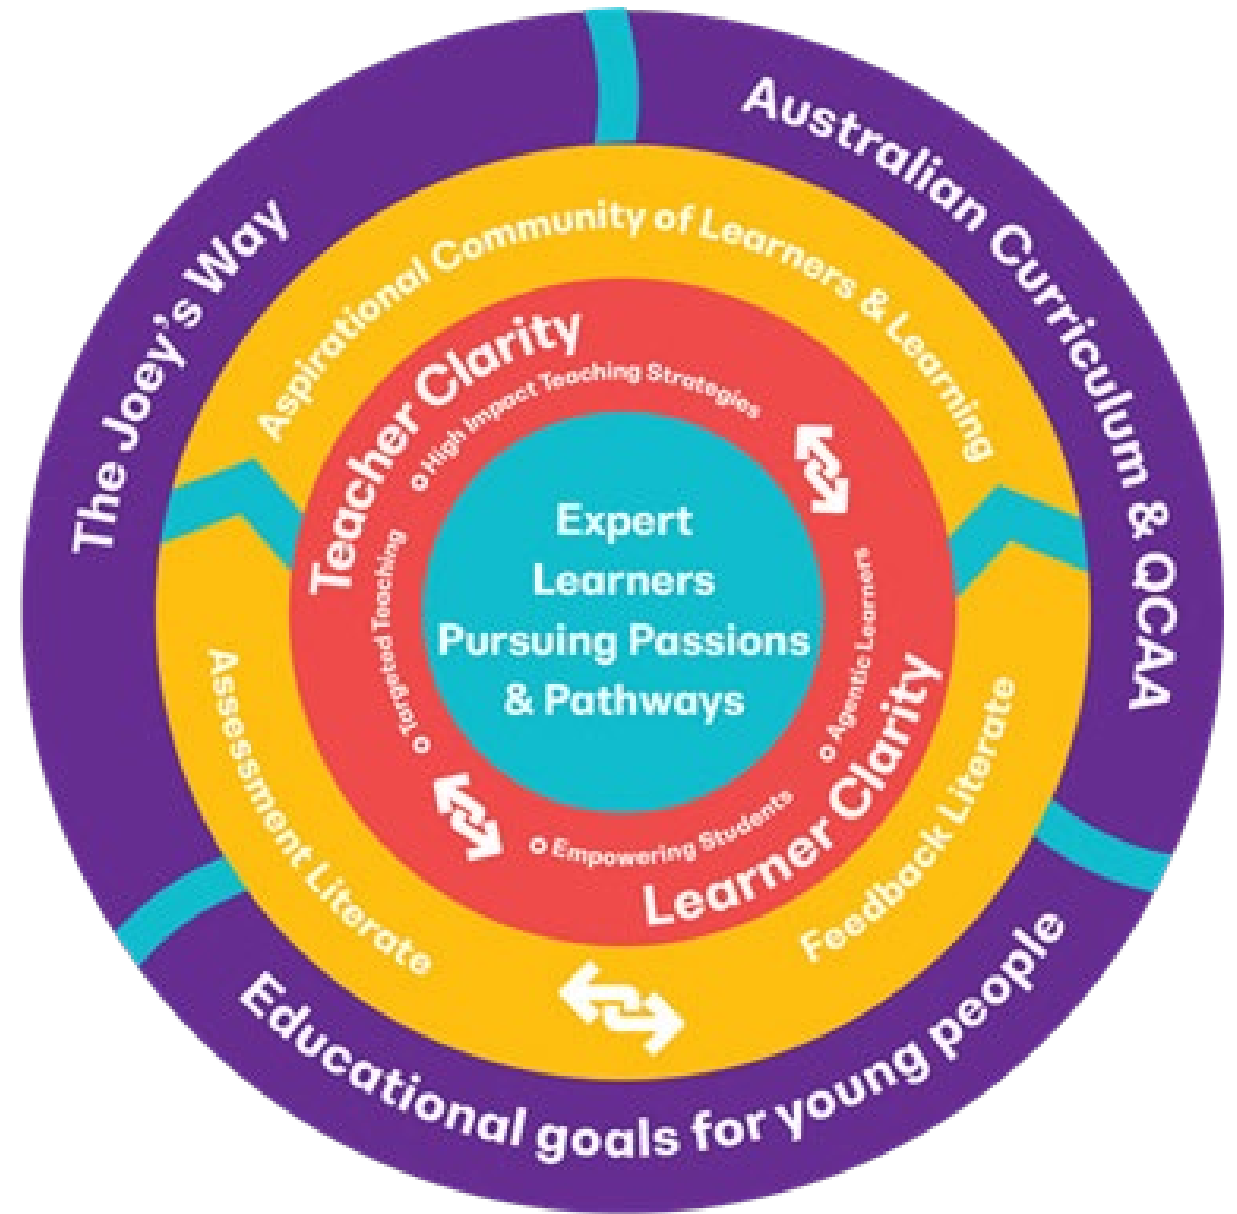 The Joey's Way
Australian Curriculum & QCAA
Educational goals for young people
Aspirational Community of Learners & Learning
Assessment Literate
Feedback Literate
Teacher Clarity
o High Impact Teaching Strategies
o Targeted Teaching
Learner Clarity
o Agentic Learners
o Empowering Students
Expert
Learners
Pursuing Passions
& Pathways